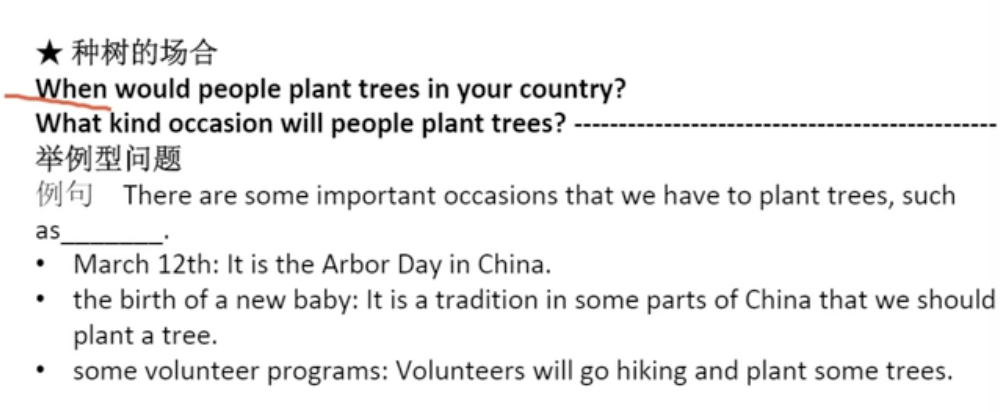 ★ 种树的场合
When would people plant trees in your country?
What kind occasion will people plant trees? -----------------------------------------------
举例型问题
例句 There are some important occasions that we have to plant trees, such
as_______.
• March 12th: It is the Arbor Day in China.
• the birth of a new baby: It is a tradition in some parts of China that we should
plant a tree.
• some volunteer programs: Volunteers will go hiking and plant some trees.